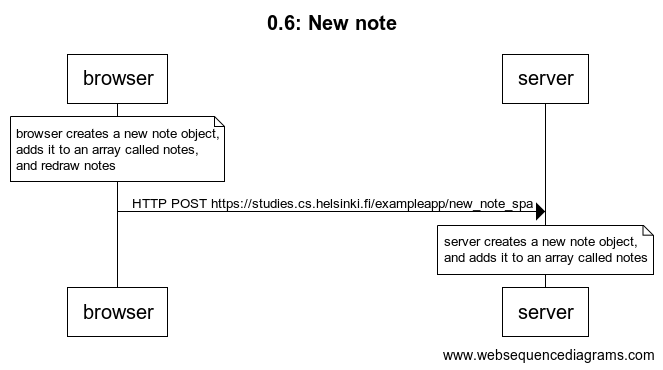 0.6: New note
browser
server
browser creates a new note object,
adds it to an array called notes,
and redraw notes
HTTP POST https://studies.cs.helsinki.fi/exampleapp/new_note_spa
server creates a new note object,
and adds it to an array called notes
browser
server
www.websequencediagrams.com